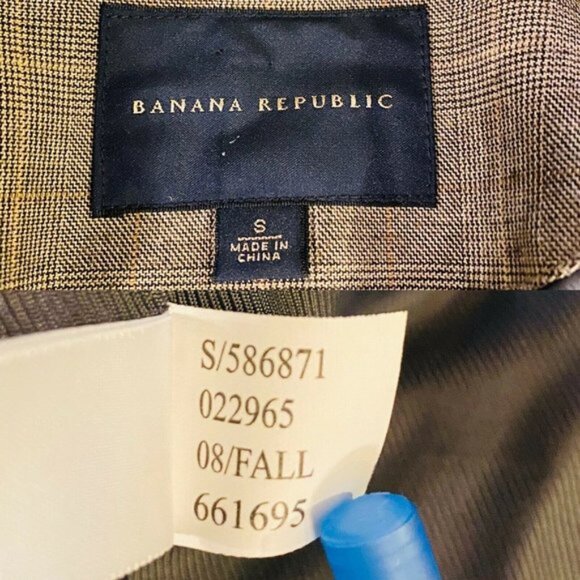 BANANA REPUBLIC
S
MADE IN
CHINA
S/586871
022965
08/FALL
661695